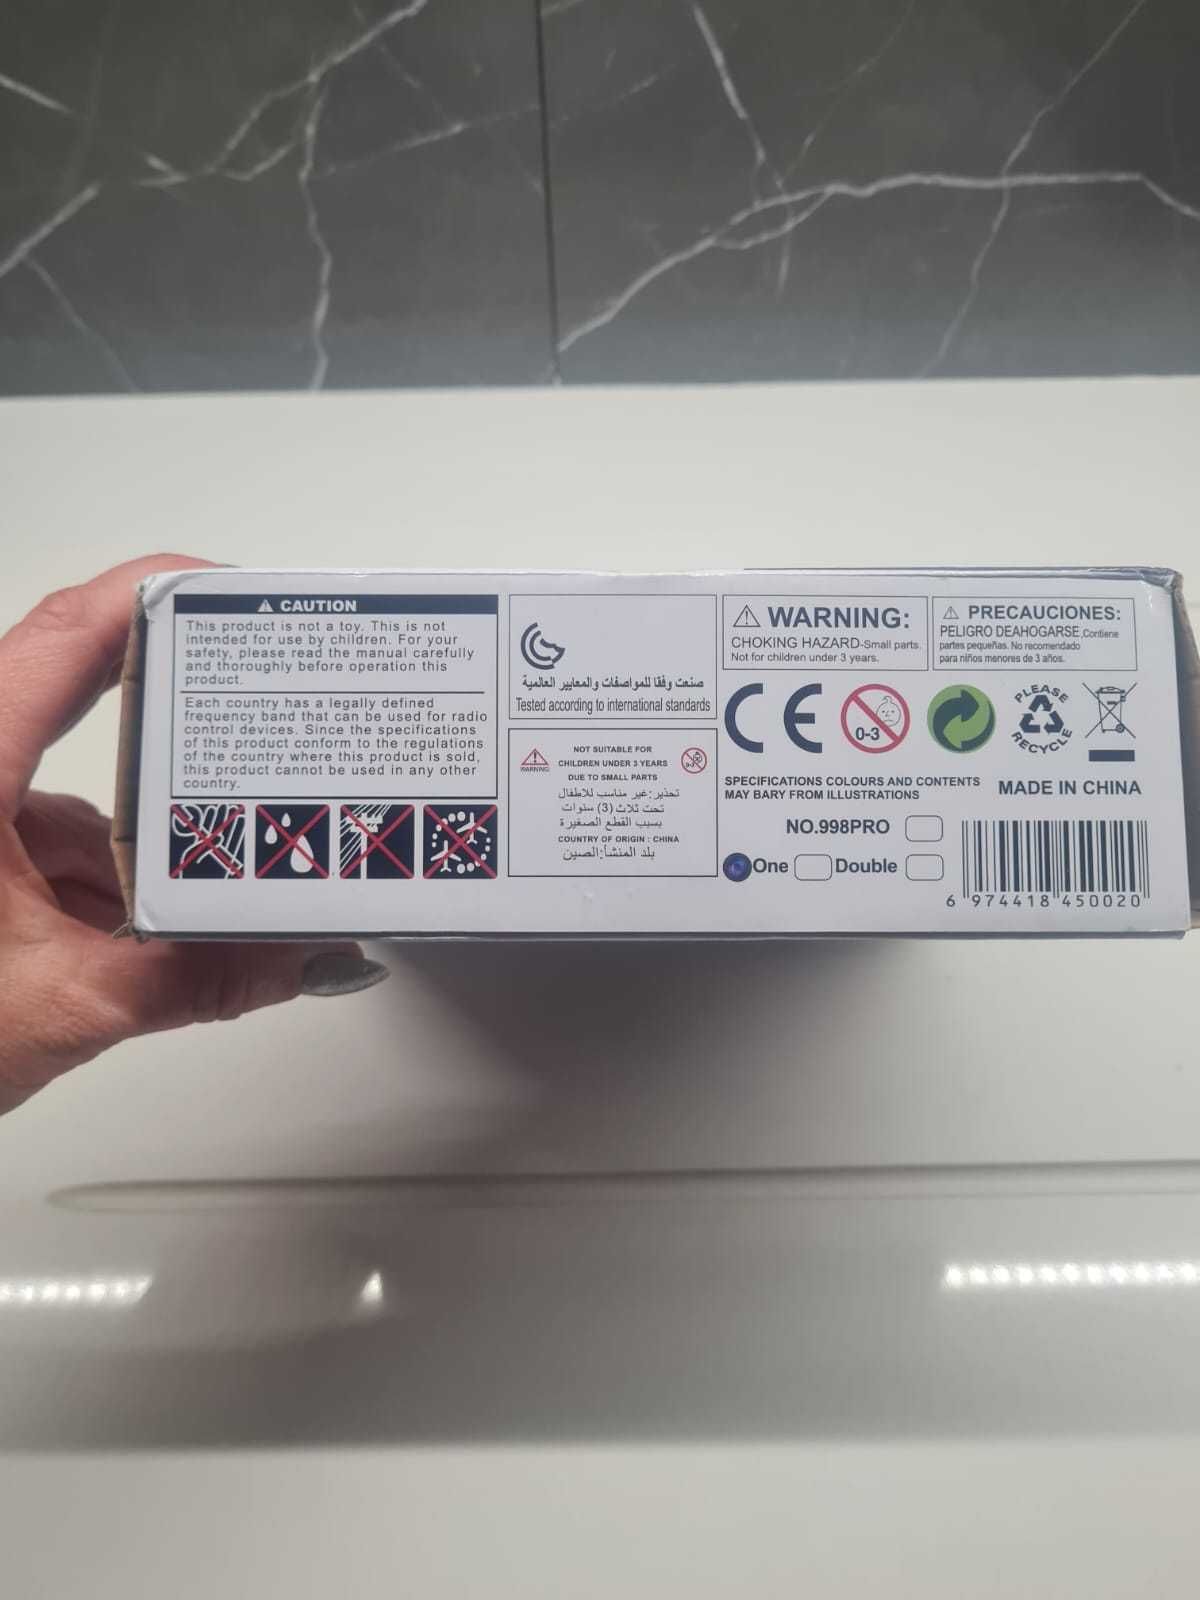 CAUTION
This product is not a toy. This is not
intended for use by children. For your
safety, please read the manual carefully
and thoroughly before operation this
product.
Each country has a legally defined
frequency band that can be used for radio
control devices. Since the specifications
of this product conform to the regulations
of the country where this product is sold,
this product cannot be used in any other
country.
صنعت وفقا للمواصفات والمعايير العالمية
Tested according to international standards
WARNING
NOT SUITABLE FOR
CHILDREN UNDER 3 YEARS
DUE TO SMALL PARTS
0-3
تحذير:غير مناسب للاطفال
تحت ثلاث (3) سنوات
بسبب القطع الصغيرة
COUNTRY OF ORIGIN : CHINA
بلد المنشأ:الصين
WARNING:
CHOKING HAZARD-Small parts.
Not for children under 3 years.
PRECAUCIONES:
PELIGRO DEAHOGARSE,Contiene
partes pequeñas. No recomendado
para niños menores de 3 años.
CE
0-3
PLEASE
RECYCLE
SPECIFICATIONS COLOURS AND CONTENTS
MAY BARY FROM ILLUSTRATIONS
MADE IN CHINA
NO.998PRO
One Double
6 974418 450020